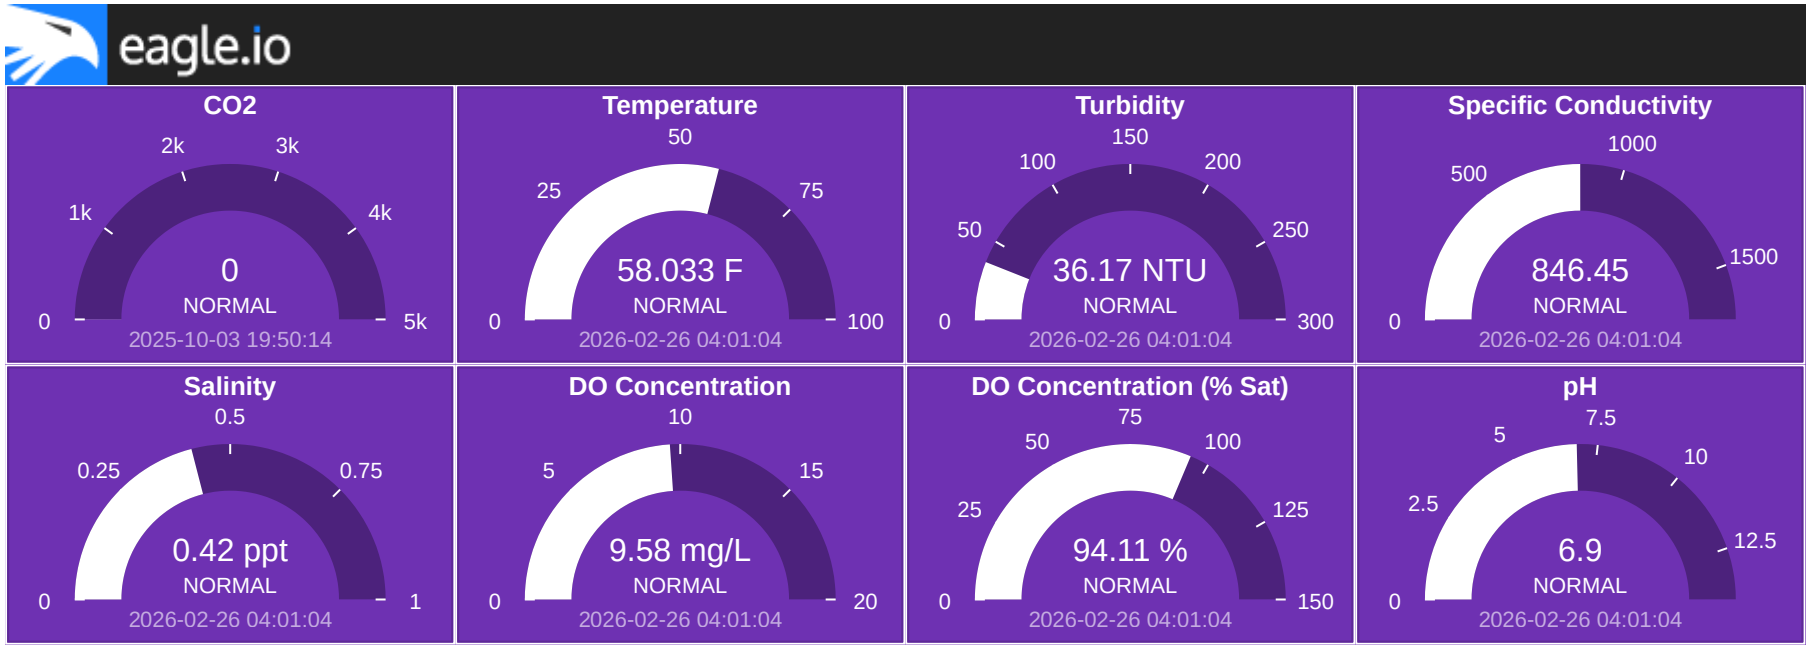 eagle.io
CO2
0
1k
2k
3k
4k
5k
0
NORMAL
2025-10-03 19:50:14
Temperature
0
25
50
75
100
58.033 F
NORMAL
2026-02-26 04:01:04
Turbidity
0
50
100
150
200
250
300
36.17 NTU
NORMAL
2026-02-26 04:01:04
Specific Conductivity
0
500
1000
1500
846.45
NORMAL
2026-02-26 04:01:04
Salinity
0
0.25
0.5
0.75
1
0.42 ppt
NORMAL
2026-02-26 04:01:04
DO Concentration
0
5
10
15
20
9.58 mg/L
NORMAL
2026-02-26 04:01:04
DO Concentration (% Sat)
0
25
50
75
100
125
150
94.11 %
NORMAL
2026-02-26 04:01:04
pH
0
2.5
5
7.5
10
12.5
6.9
NORMAL
2026-02-26 04:01:04